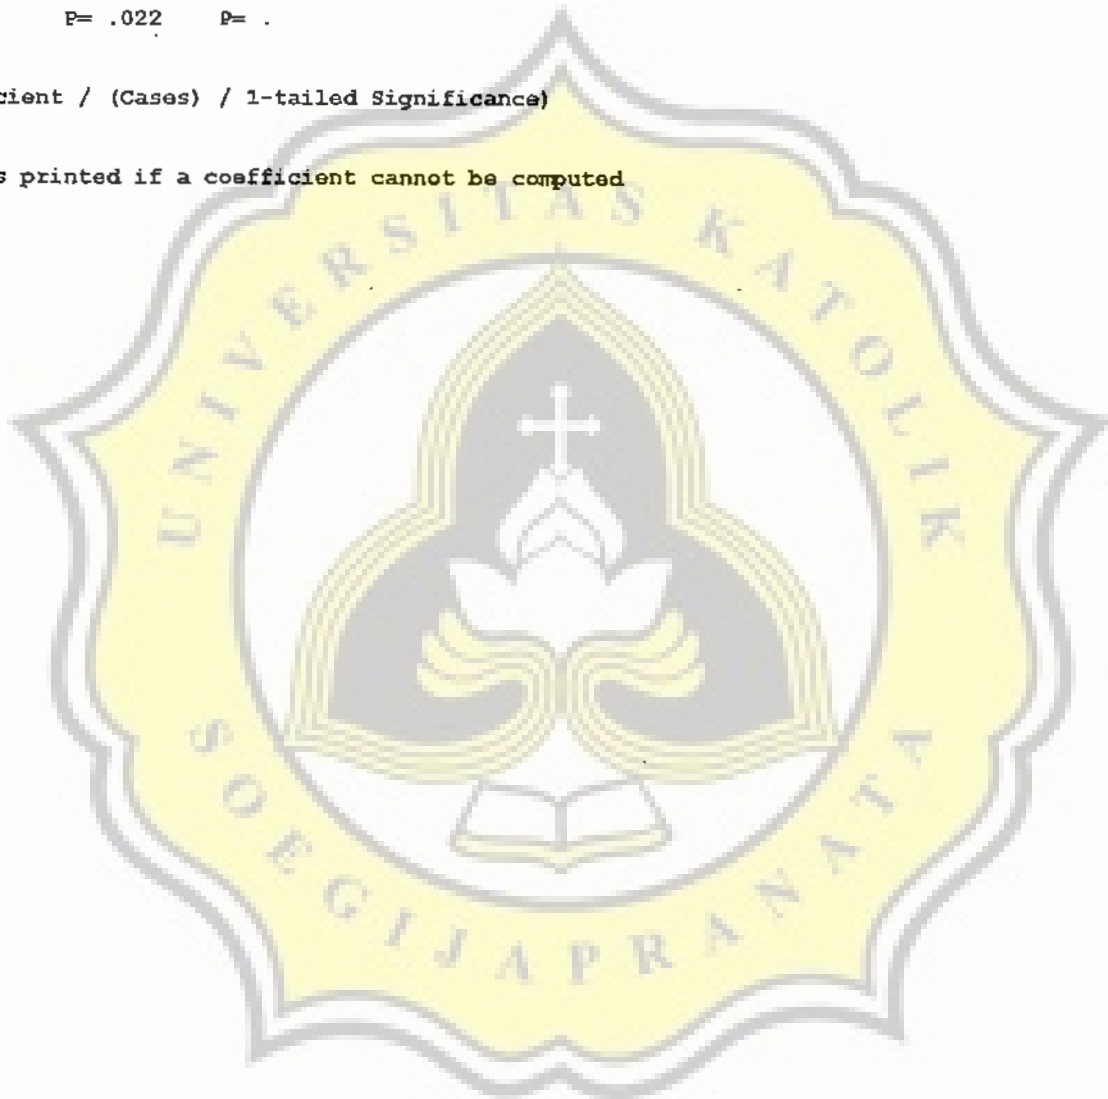 P= .022 P= .
cient / (Cases) / 1-tailed Significance)
s printed if a coefficient cannot be computed
UNIVERSITAS KATOLIK
SOEGIJAPRANATA